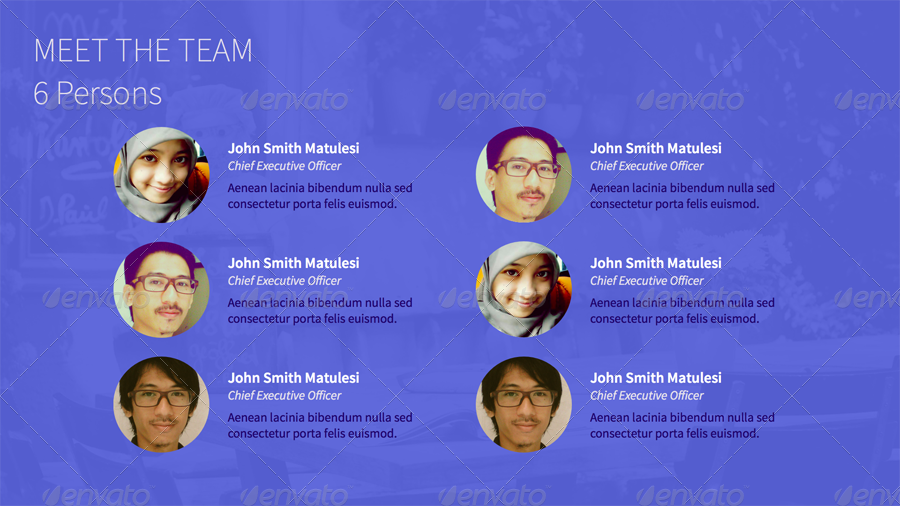 MEET THE TEAM
6 Persons
John Smith Matulesi
Chief Executive Officer
Aenean lacinia bibendum nulla sed
consectetur porta felis euismod.
John Smith Matulesi
Chief Executive Officer
Aenean lacinia bibendum nulla sed
consectetur porta felis euismod.
John Smith Matulesi
Chief Executive Officer
Aenean lacinia bibendum nulla sed
consectetur porta felis euismod.
John Smith Matulesi
Chief Executive Officer
Aenean lacinia bibendum nulla sed
consectetur porta felis euismod.
John Smith Matulesi
Chief Executive Officer
Aenean lacinia bibendum nulla sed
consectetur porta felis euismod.
John Smith Matulesi
Chief Executive Officer
Aenean lacinia bibendum nulla sed
consectetur porta felis euismod.
envato envato envato envato
envato envato envato envato
envato envato envato envato